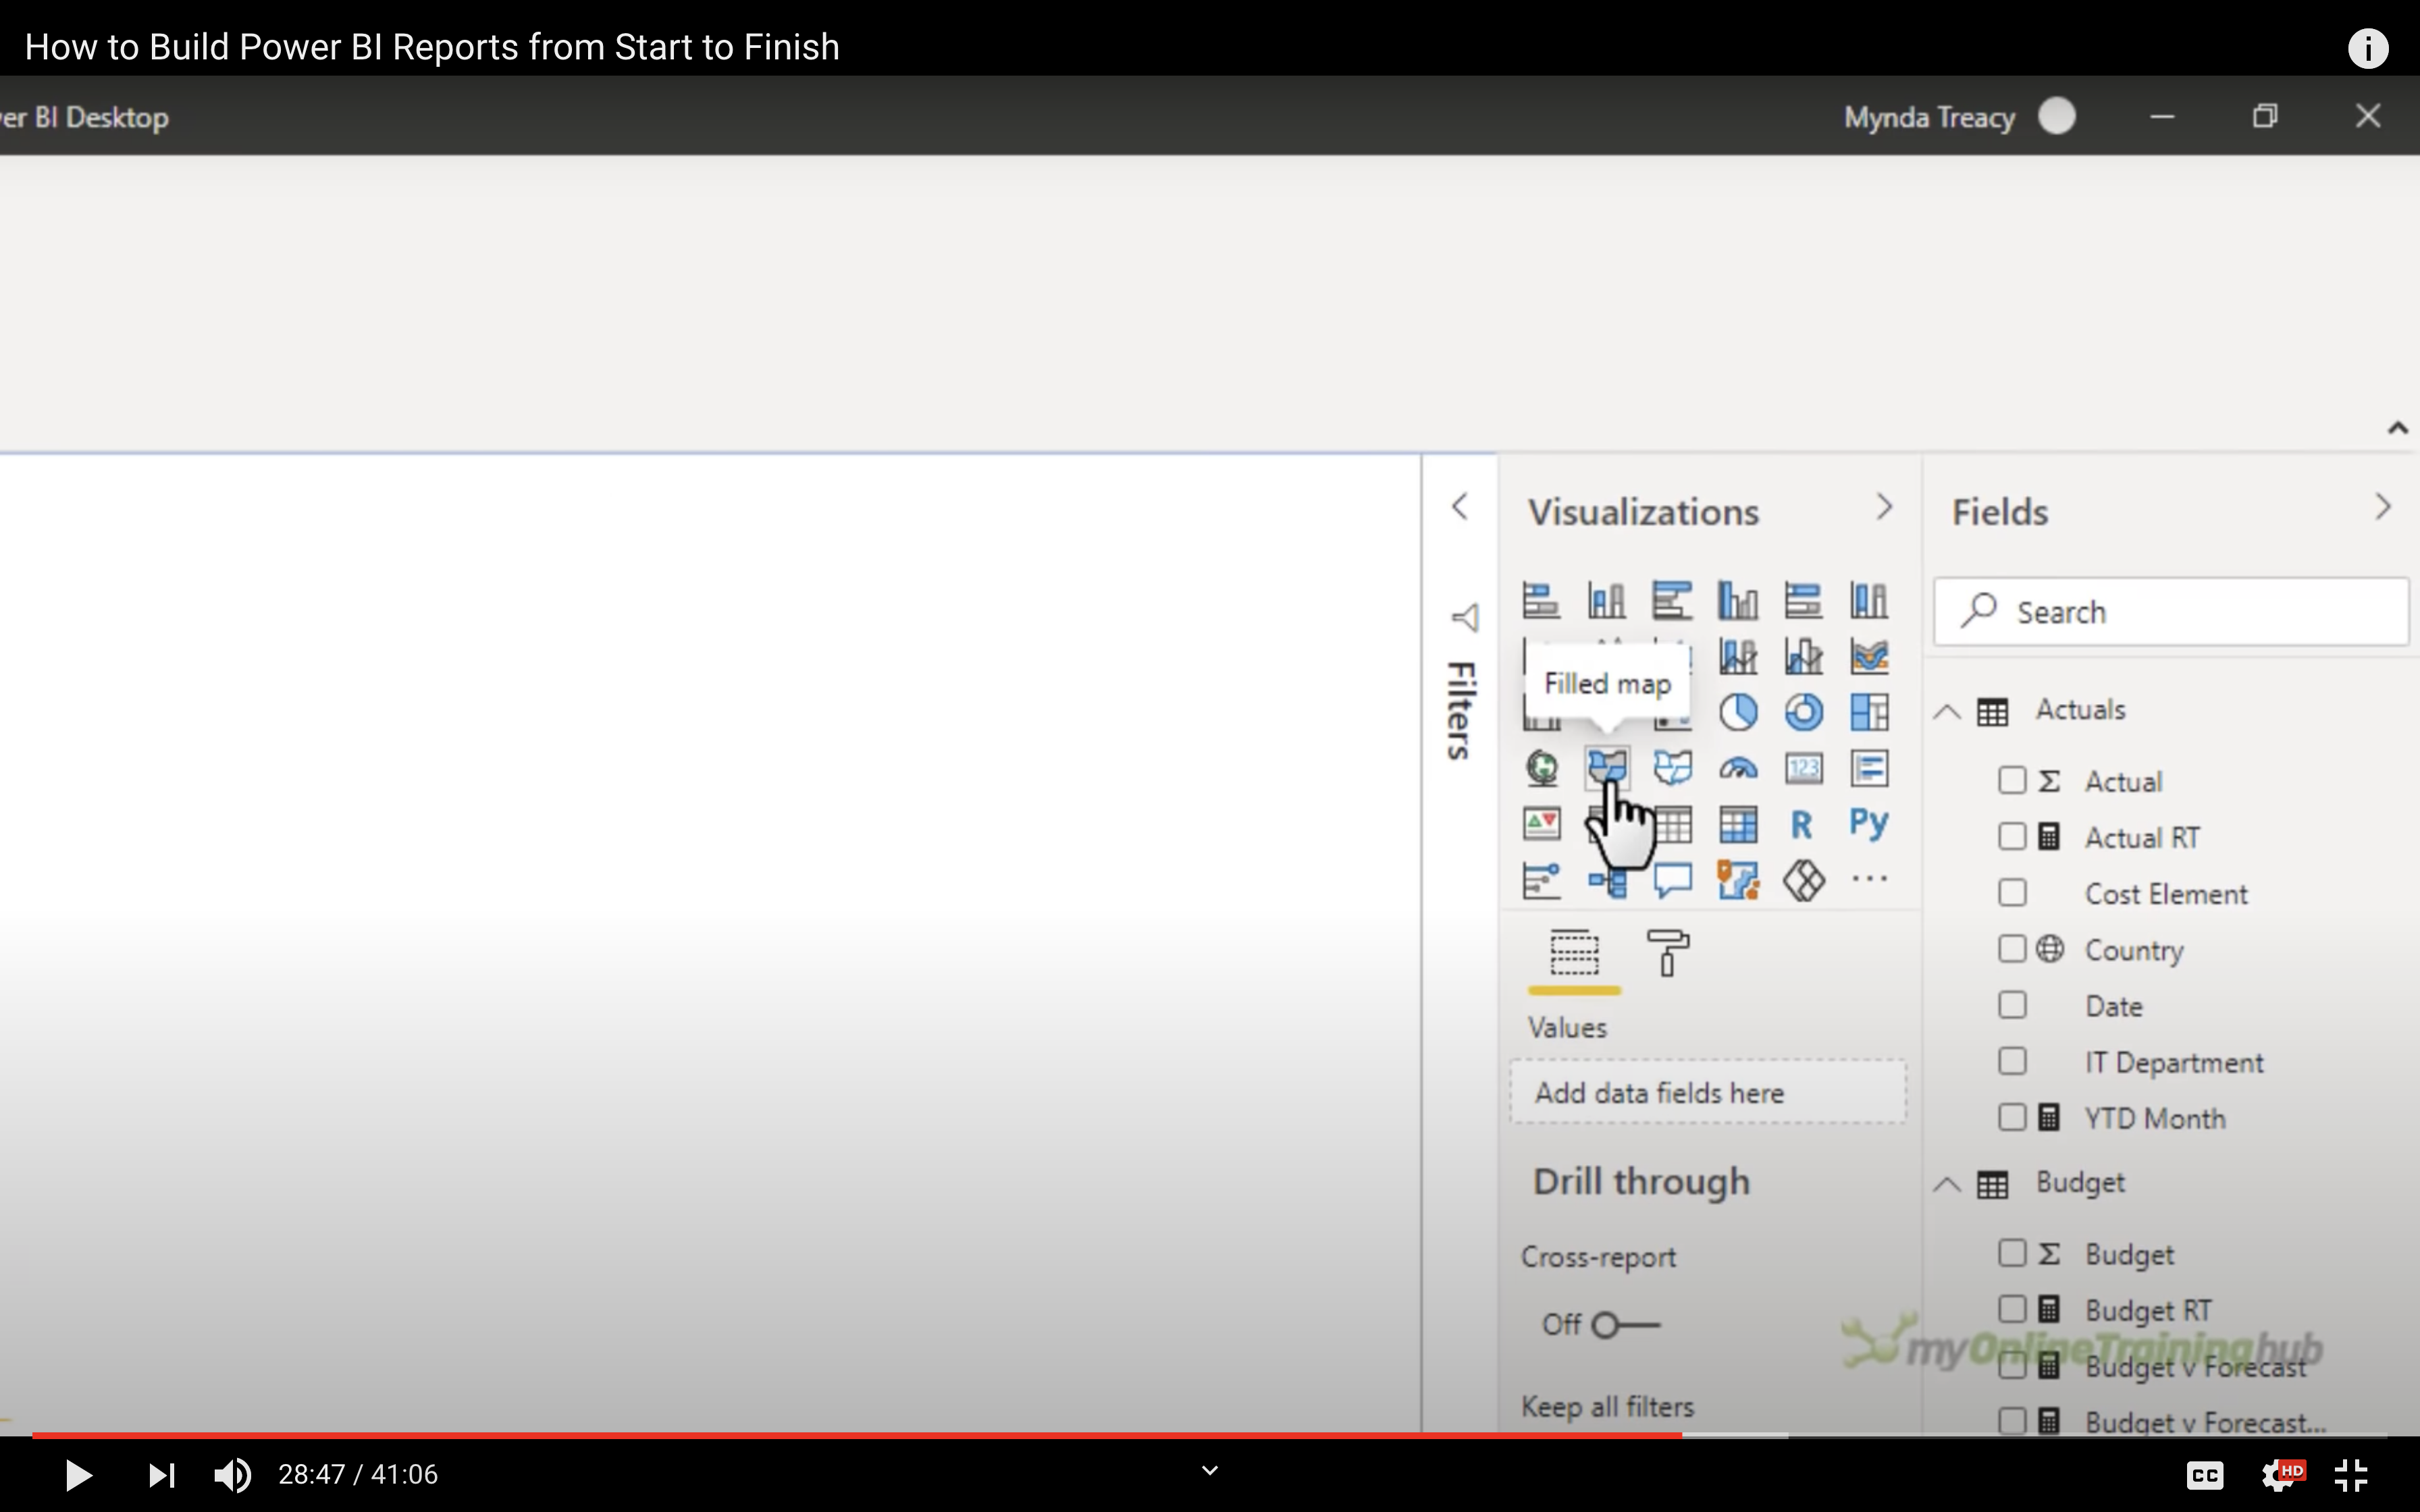 How to Build Power BI Reports from Start to Finish
er BI Desktop
Mynda Treacy
Visualizations
Fields
Search
Filters
Filled map
Actuals
123
Actual
R
Py
Actual RT
Cost Element
Country
Date
Values
IT Department
Add data fields here
YTD Month
Drill through
Budget
Cross-report
Budget
Off
Budget RT
myOnlineTraininghub
Budget v Forecast
Keep all filters
Budget v Forecast...
28:47 / 41:06
CC
HD